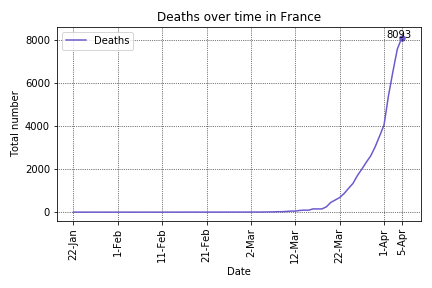 Deaths over time in France
8093
Deaths
8000
6000
4000
2000
0
Total number
22-Jan
1-Feb
11-Feb
21-Feb
2-Mar
12-Mar
22-Mar
1-Apr
5-Apr
Date